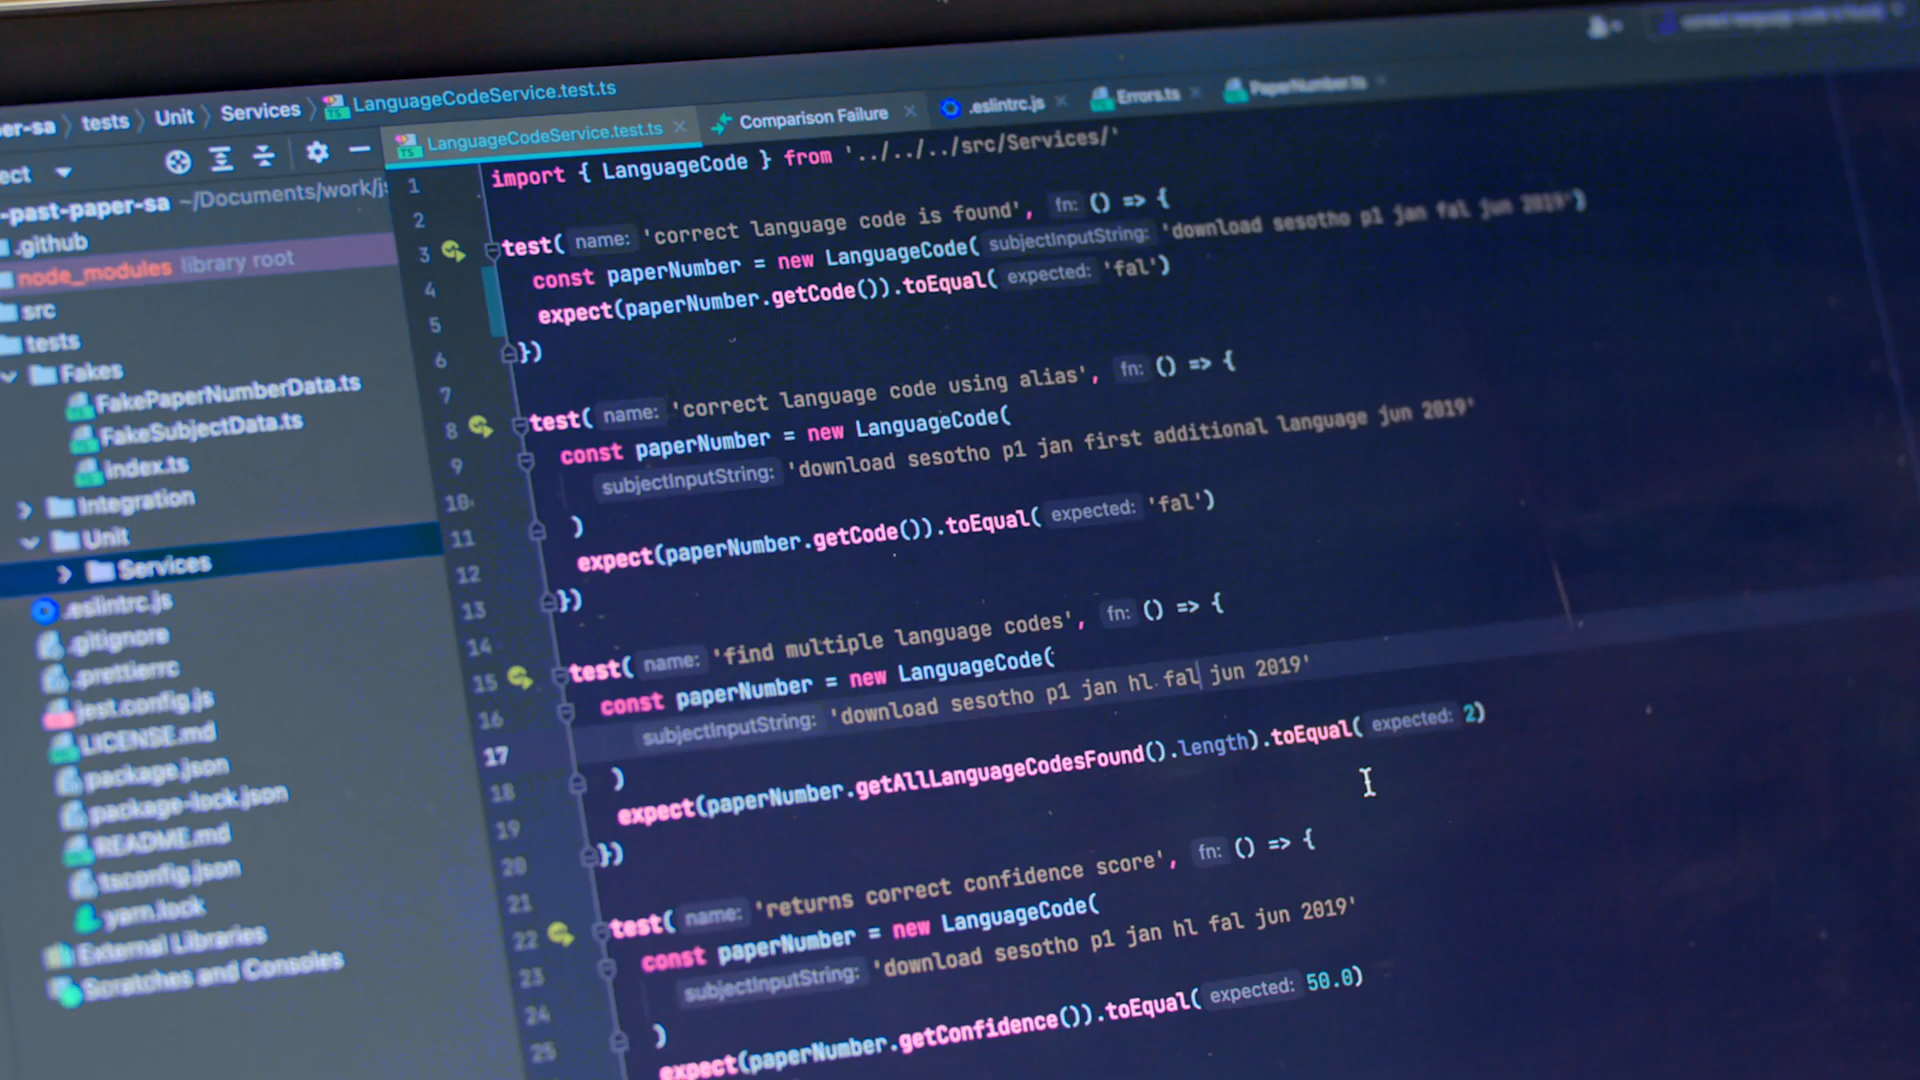 er-sa › tests › Unit › Services › LanguageCodeService.test.ts
ect
-past-paper-sa ~/Documents/work/js
.github
node_modules library root
src
tests
Fakes
FakePaperNumberData.ts
FakeSubjectData.ts
index.ts
Integration
Unit
Services
.eslintrc.js
.gitignore
.prettierrc
jest.config.js
LICENSE.md
package.json
package-lock.json
README.md
tsconfig.json
yarn.lock
External Libraries
Scratches and Consoles
LanguageCodeService.test.ts × Comparison Failure × .eslintrc.js × Errors.ts × PaperNumber.ts ×
1 import { LanguageCode } from '../../../src/Services/'
2
3 test( name: 'correct language code is found', fn: () => {
4 const paperNumber = new LanguageCode( subjectInputString: 'download sesotho p1 jan fal jun 2019')
5 expect(paperNumber.getCode()).toEqual( expected: 'fal')
6 })
7
8 test( name: 'correct language code using alias', fn: () => {
9 const paperNumber = new LanguageCode(
10 subjectInputString: 'download sesotho p1 jan first additional language jun 2019'
11 )
12 expect(paperNumber.getCode()).toEqual( expected: 'fal')
13 })
14
15 test( name: 'find multiple language codes', fn: () => {
16 const paperNumber = new LanguageCode(
17 subjectInputString: 'download sesotho p1 jan hl fal jun 2019'
18 )
19 expect(paperNumber.getAllLanguageCodesFound().length).toEqual( expected: 2)
20 })
21
22 test( name: 'returns correct confidence score', fn: () => {
23 const paperNumber = new LanguageCode(
24 subjectInputString: 'download sesotho p1 jan hl fal jun 2019'
25 )
expect(paperNumber.getConfidence()).toEqual( expected: 50.0)